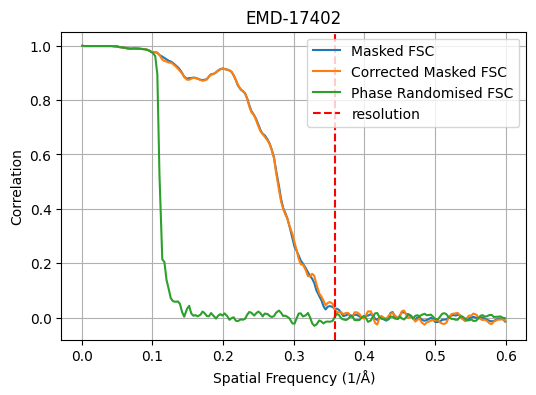 EMD-17402
Masked FSC
Corrected Masked FSC
Phase Randomised FSC
resolution
1.0
0.8
0.6
0.4
0.2
0.0
Correlation
0.0 0.1 0.2 0.3 0.4 0.5 0.6
Spatial Frequency (1/Å)